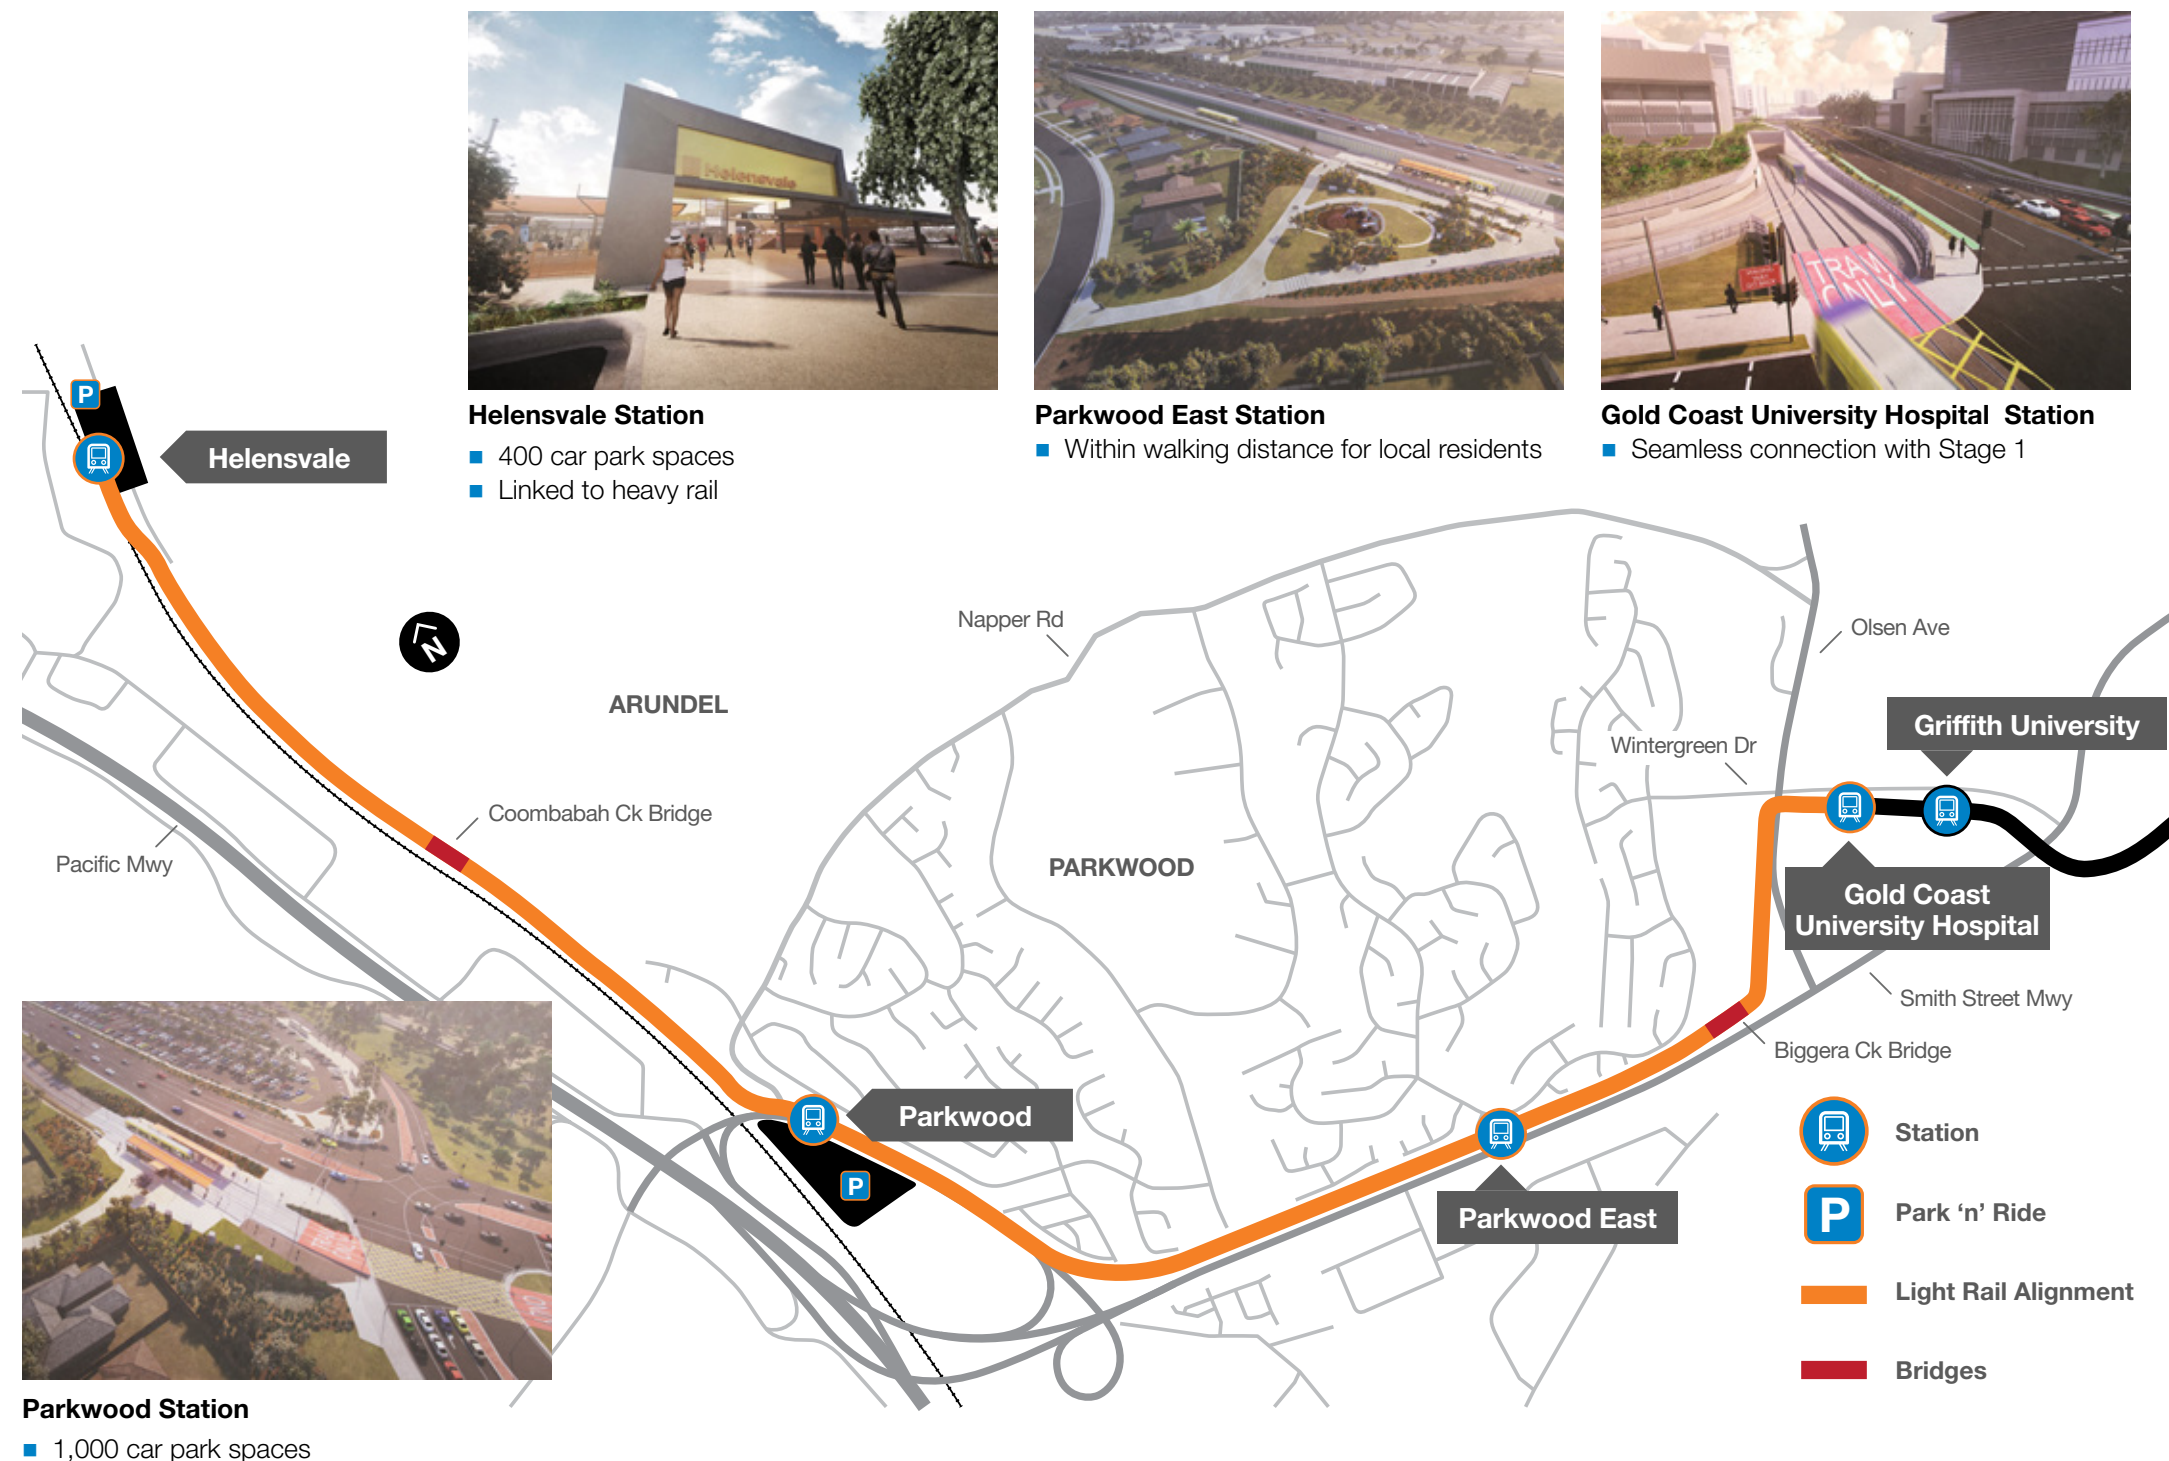 Helensvale
TRAM
ONLY
Helensvale Station
400 car park spaces
Linked to heavy rail
Parkwood East Station
Within walking distance for local residents
Gold Coast University Hospital Station
Seamless connection with Stage 1
P
Helensvale
N
Napper Rd
Olsen Ave
ARUNDEL
Griffith University
Wintergreen Dr
Coombabah Ck Bridge
Pacific Mwy
PARKWOOD
Gold Coast
University Hospital
Smith Street Mwy
Biggera Ck Bridge
Parkwood
P
Parkwood East
Station
P
Park ‘n’ Ride
Light Rail Alignment
Bridges
Parkwood Station
1,000 car park spaces